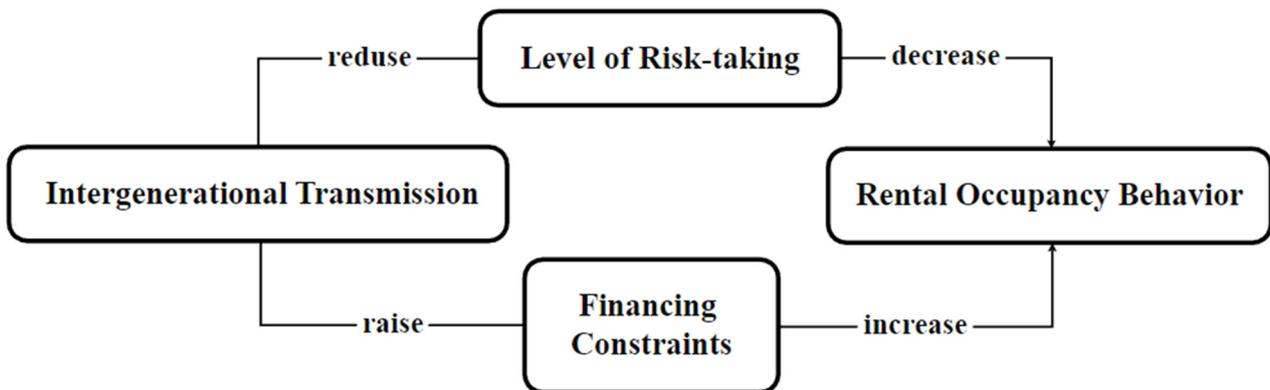 reduse
Level of Risk-taking
decrease
Intergenerational Transmission
Rental Occupancy Behavior
raise
Financing
Constraints
increase